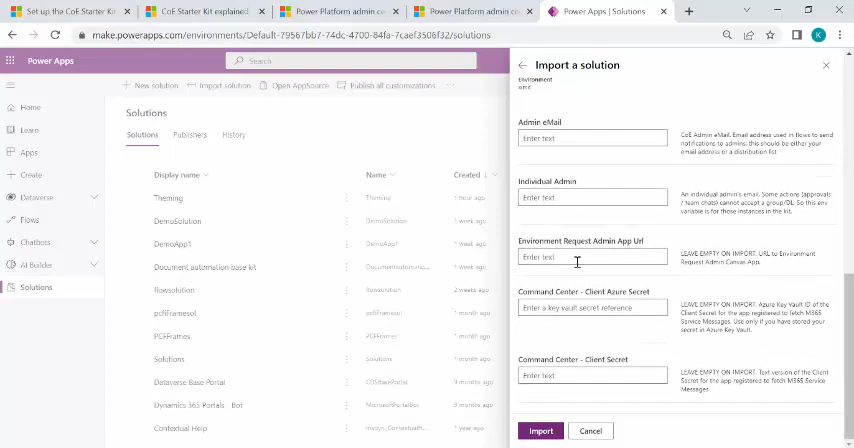 Set up the CoE Starter Kit
CoE Starter Kit explained
Power Platform admin ce
Power Platform admin ce
Power Apps | Solutions
make.powerapps.com/environments/Default-79567bb7-74dc-4700-84fa-7caef3506f32/solutions
K
Power Apps
Search
New solution
Import solution
Open AppSource
Publish all customizations
Home
Learn
Apps
Create
Dataverse
Flows
Chatbots
AI Builder
Solutions
Solutions
Solutions Publishers History
Display name Name Created
Theming Theming 1 hour ago
DemoSolution DemoSolution 1 week ago
DemoApp1 DemoApp1 1 week ago
Document automation base kit Documentautomatio... 1 week ago
flowsolution flowsolution 2 weeks ago
pcfFramesol pcfiframesol 1 month ago
PCFFrames PCFFrames 1 month ago
Solutions Solutions 1 month ago
Dataverse Base Portal CDSBasePortal 9 months ago
Dynamics 365 Portals - Bot MicrosoftPortalBot 9 months ago
Contextual Help 1 year ago
Import a solution
Environment
Admin eMail
Enter text
CoE Admin eMail. Email address used in flows to send
notifications to admins; this should be either your
email address or a distribution list
Individual Admin
Enter text
An individual admin's email. Some actions (approvals
/ team chats) cannot accept a group/DL. So this env
variable is for those instances in the kit.
Environment Request Admin App Url
Enter text
LEAVE EMPTY ON IMPORT. URL to Environment
Request Admin Canvas App.
Command Center - Client Azure Secret
Enter a key vault secret reference
LEAVE EMPTY ON IMPORT. Azure Key Vault ID of the
Client Secret for the app registered to fetch M365
Service Messages. Use only if you have stored your
secret in Azure Key Vault.
Command Center - Client Secret
Enter text
LEAVE EMPTY ON IMPORT. Text version of the Client
Secret for the app registered to fetch M365 Service
Messages
Import
Cancel